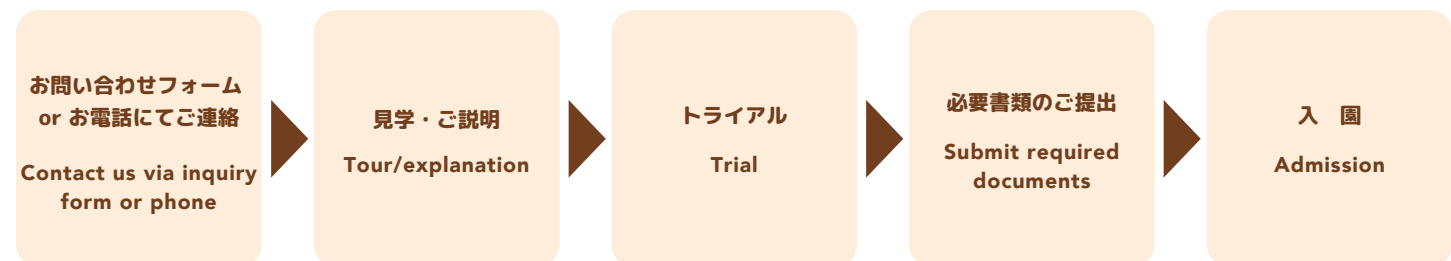 お問い合わせフォーム
or お電話にてご連絡
Contact us via inquiry
form or phone
見学・ご説明
Tour/explanation
トライアル
Trial
必要書類のご提出
Submit required
documents
入　園
Admission